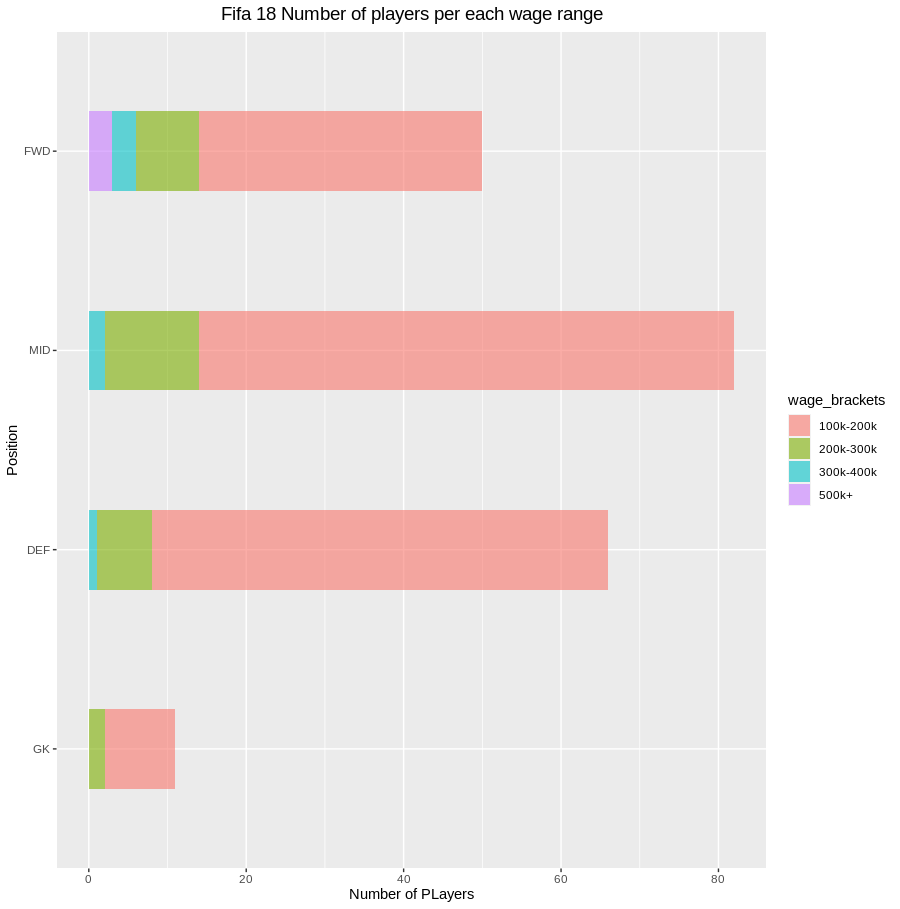 Fifa 18 Number of players per each wage range
FWD
MID
DEF
GK
Position
0 20 40 60 80
Number of PLayers
wage_brackets
100k-200k
200k-300k
300k-400k
500k+